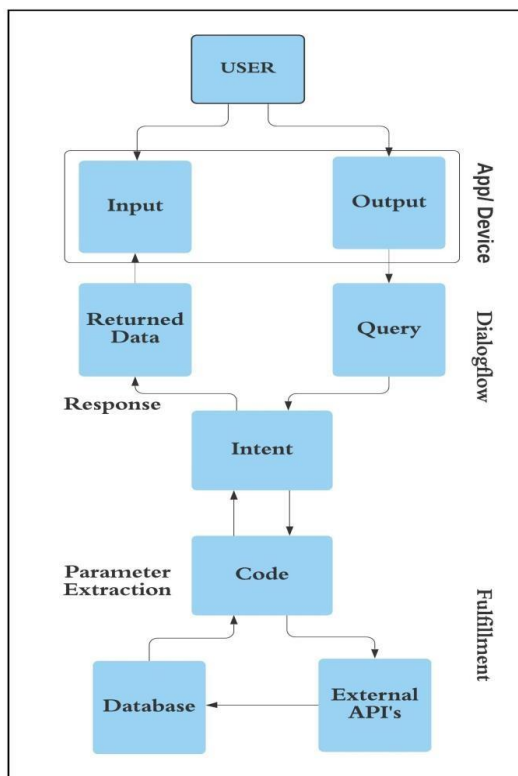 USER
Input
Output
App/ Device
Returned
Data
Query
Dialogflow
Response
Intent
Parameter
Extraction
Code
Fulfillment
Database
External
API's